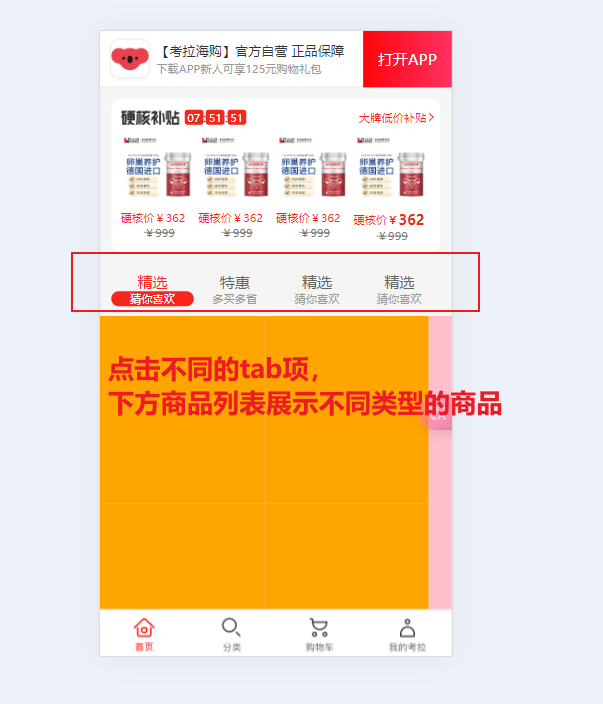 【考拉海购】官方自营 正品保障
下载APP新人可享125元购物礼包
打开APP
硬核补贴 07:51:51 大牌低价补贴
卵巢养护 卵巢养护 卵巢养护 卵巢养护
德国进口 德国进口 德国进口 德国进口
硬核价￥362 硬核价￥362 硬核价￥362 硬核价￥362
￥999 ￥999 ￥999 ￥999
精选 特惠 精选 精选
猜你喜欢 多买多首 猜你喜欢 猜你喜欢
点击不同的tab项，
下方商品列表展示不同类型的商品
首页 分类 购物车 我的考拉